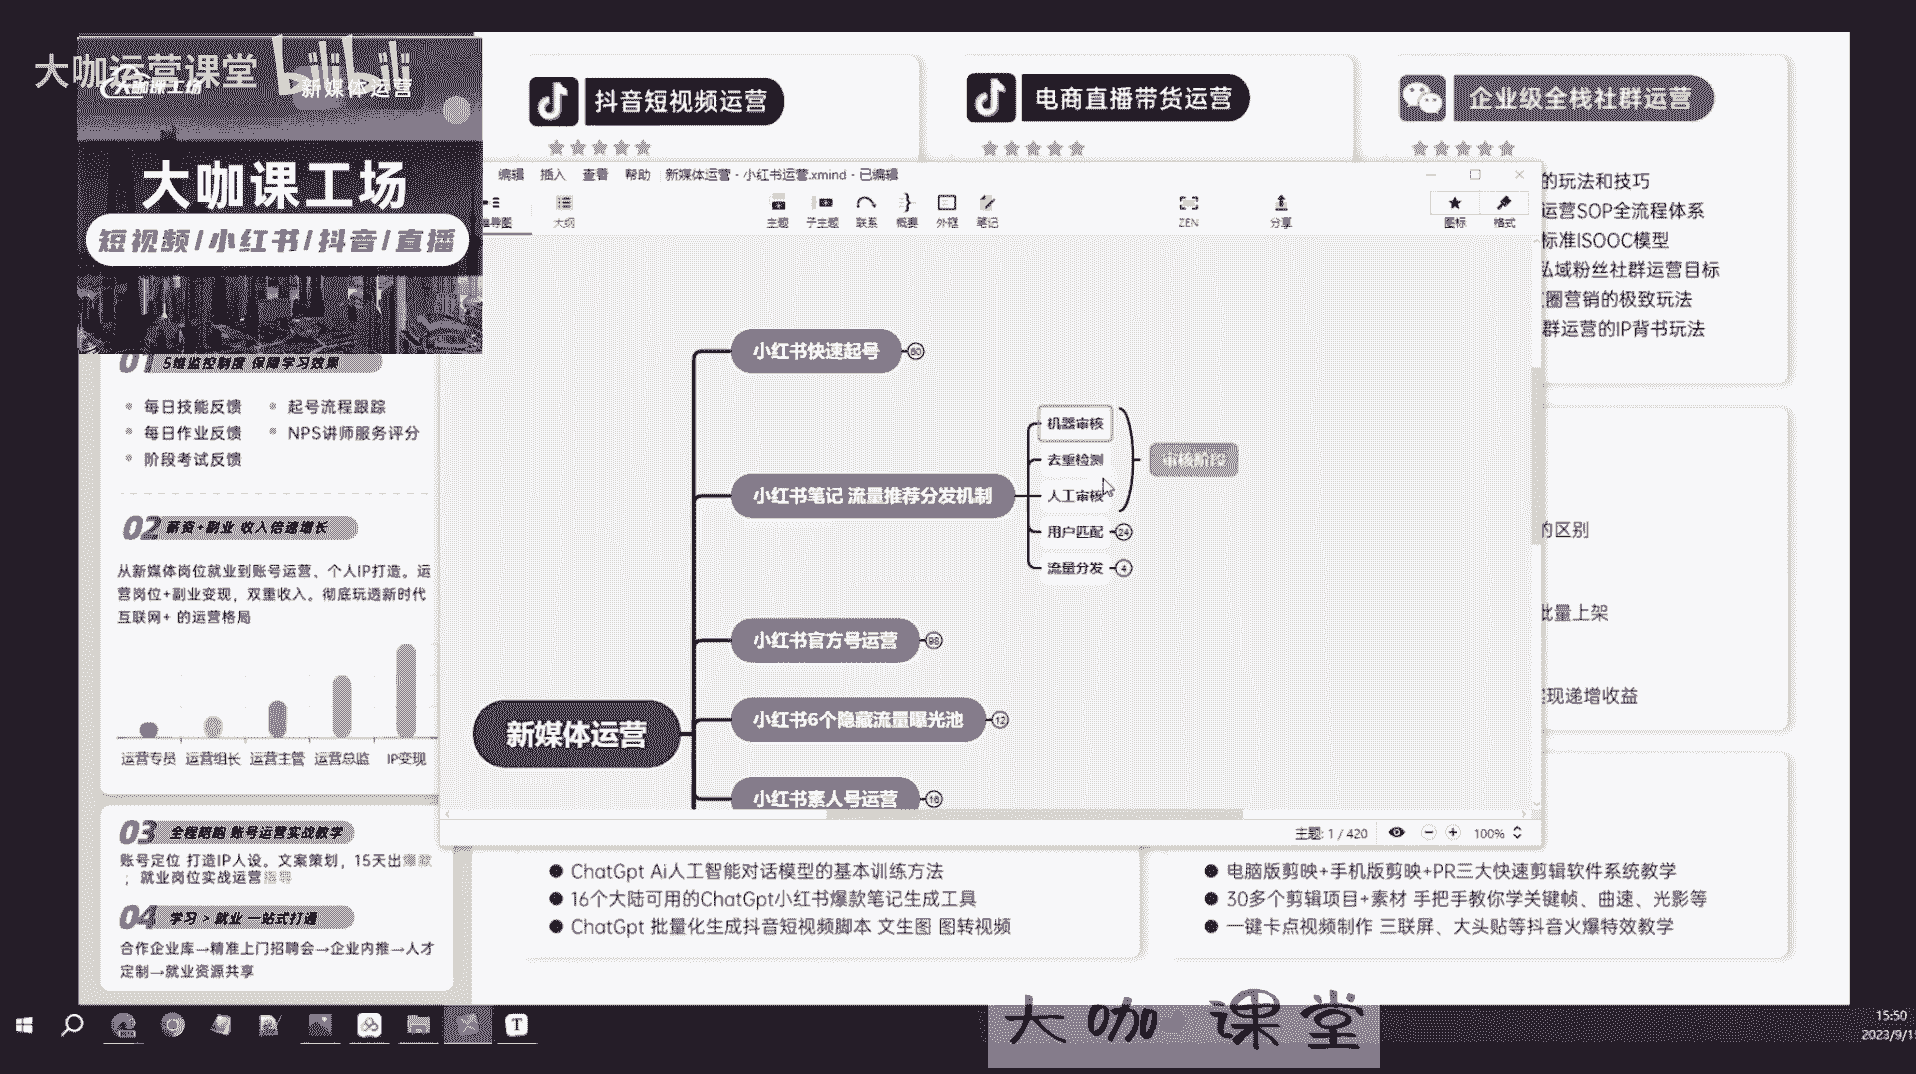 大咖运营课堂 bilibili
大咖课工场
新媒体运营
大咖课工场
短视频/小红书/抖音/直播
抖音短视频运营
电商直播带货运营
企业级全栈社群运营
的玩法和技巧
运营SOP全流程体系
标准ISOOC模型
私域粉丝社群运营目标
圈营销的极致玩法
群运营的IP背书玩法
编辑 插入 查看 帮助 新媒体运营 - 小红书运营.xmind - 已编辑
导图 大纲 主题 子主题 联系 概要 外框 笔记 ZEN 分享 图标 格式
小红书快速起号
小红书笔记 流量推荐分发机制
机器审核
去重检测
人工审核
审核阶段
用户匹配 24
流量分发 4
小红书官方号运营 98
小红书6个隐藏流量曝光池 12
新媒体运营
小红书素人号运营 16
主题: 1 / 420 100%
01 5维监控制度 保障学习效果
每日技能反馈 起号流程跟踪
每日作业反馈 NPS讲师服务评分
阶段考试反馈
02 薪资+副业 收入倍速增长
从新媒体岗位就业到账号运营、个人IP打造。运
营岗位+副业变现，双重收入。彻底玩透新时代
互联网+ 的运营格局
运营专员 运营组长 运营主管 运营总监 IP变现
03 全程陪跑 账号运营实战教学
账号定位 打造IP人设。文案策划，15天出爆款
；就业岗位实战运营指导
04 学习 > 就业 一站式打通
合作企业库→精准上门招聘会→企业内推→人才
定制→就业资源共享
的区别
批量上架
实现递增收益
ChatGpt Ai人工智能对话模型的基本训练方法
16个大陆可用的ChatGpt小红书爆款笔记生成工具
ChatGpt 批量化生成抖音短视频脚本 文生图 图转视频
电脑版剪映+手机版剪映+PR三大快速剪辑软件系统教学
30多个剪辑项目+素材 手把手教你学关键帧、曲速、光影等
一键卡点视频制作 三联屏、大头贴等抖音火爆特效教学
大咖课堂
15:50
2023/9/1